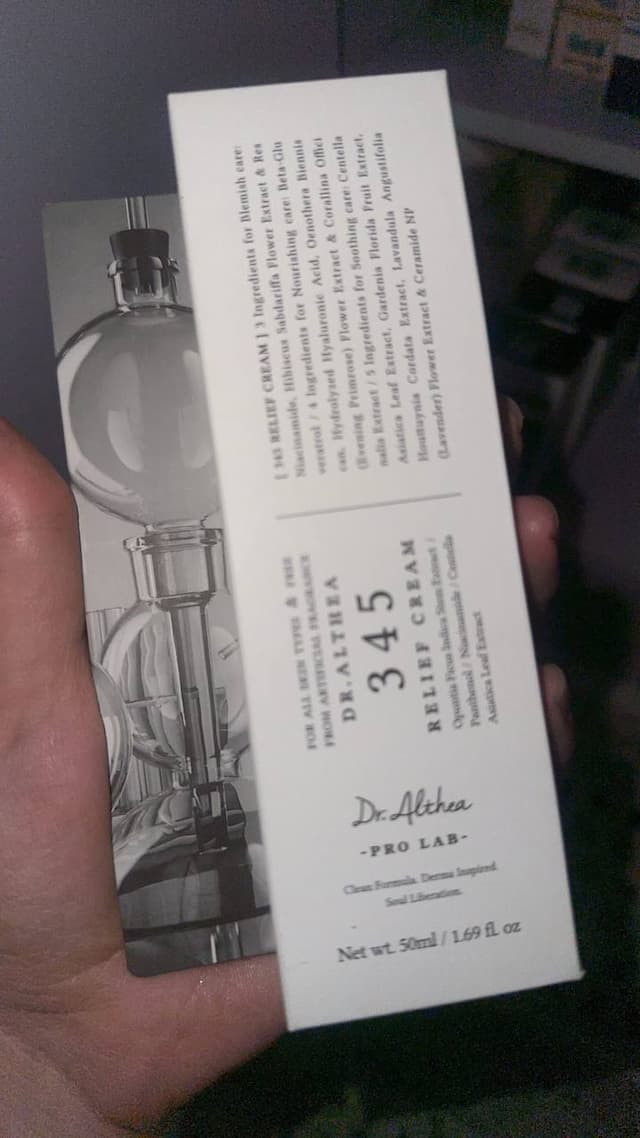 [ 345 RELIEF CREAM ] 3 Ingredients for Blemish care:
Niacinamide, Hibiscus Sabdariffa Flower Extract & Res
veratrol / 4 Ingredients for Nourishing care: Beta-Glu
can, Hydrolyzed Hyaluronic Acid, Oenothera Biennis
(Evening Primrose) Flower Extract & Corallina Offici
nalis Extract / 5 Ingredients for Soothing care: Centella
Asiatica Leaf Extract, Gardenia Florida Fruit Extract,
Houttuynia Cordata Extract, Lavandula Angustifolia
(Lavender) Flower Extract & Ceramide NP
FOR ALL SKIN TYPES & FREE
FROM ARTIFICIAL FRAGRANCE
DR.ALTHEA
345
RELIEF CREAM
Opuntia Ficus Indica Stem Extract /
Panthenol / Niacinamide / Centella
Asiatica Leaf Extract
Dr.Althea
-PRO LAB-
Clean Formula. Derma Inspired
Soul Liberation.
Net wt. 50ml / 1.69 fl. oz